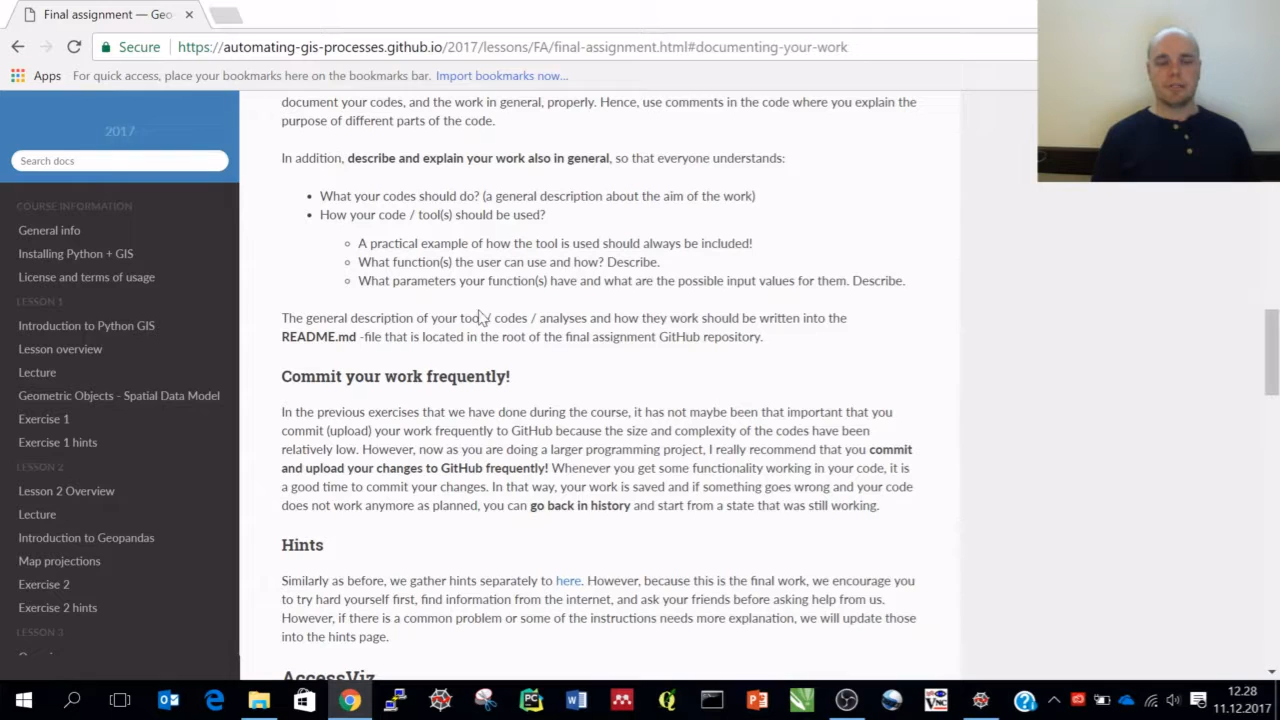 Final assignment — Geo-
Secure
https://automating-gis-processes.github.io/2017/lessons/FA/final-assignment.html#documenting-your-work
Apps
For quick access, place your bookmarks here on the bookmarks bar.
Import bookmarks now...
2017
Search docs
COURSE INFORMATION
General info
Installing Python + GIS
License and terms of usage
LESSON 1
Introduction to Python GIS
Lesson overview
Lecture
Geometric Objects - Spatial Data Model
Exercise 1
Exercise 1 hints
LESSON 2
Lesson 2 Overview
Lecture
Introduction to Geopandas
Map projections
Exercise 2
Exercise 2 hints
LESSON 3
document your codes, and the work in general, properly. Hence, use comments in the code where you explain the
purpose of different parts of the code.
In addition, describe and explain your work also in general, so that everyone understands:
• What your codes should do? (a general description about the aim of the work)
• How your code / tool(s) should be used?
A practical example of how the tool is used should always be included!
What function(s) the user can use and how? Describe.
What parameters your function(s) have and what are the possible input values for them. Describe.
The general description of your tool / codes / analyses and how they work should be written into the
README.md -file that is located in the root of the final assignment GitHub repository.
Commit your work frequently!
In the previous exercises that we have done during the course, it has not maybe been that important that you
commit (upload) your work frequently to GitHub because the size and complexity of the codes have been
relatively low. However, now as you are doing a larger programming project, I really recommend that you commit
and upload your changes to GitHub frequently! Whenever you get some functionality working in your code, it is
a good time to commit your changes. In that way, your work is saved and if something goes wrong and your code
does not work anymore as planned, you can go back in history and start from a state that was still working.
Hints
Similarly as before, we gather hints separately to here. However, because this is the final work, we encourage you
to try hard yourself first, find information from the internet, and ask your friends before asking help from us.
However, if there is a common problem or some of the instructions needs more explanation, we will update those
into the hints page.
AccessViz
12.28
11.12.2017